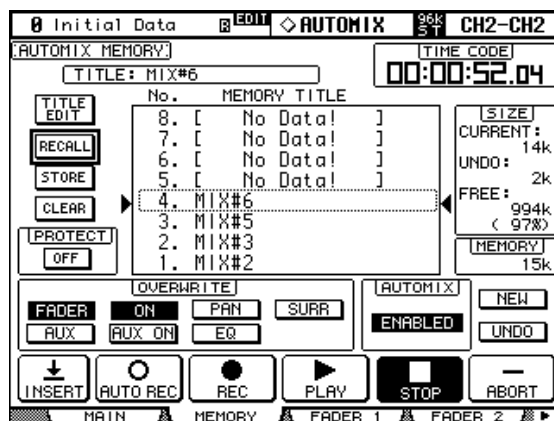 0 Initial Data B EDIT ◇AUTOMIX 96k ST CH2-CH2
AUTOMIX MEMORY
TIME CODE
TITLE: MIX#6
00:00:52.04
No. MEMORY TITLE
TITLE EDIT
8. [ No Data! ]
RECALL
7. [ No Data! ]
6. [ No Data! ]
STORE
5. [ No Data! ]
CLEAR
4. MIX#6
3. MIX#5
2. MIX#3
1. MIX#2
PROTECT
OFF
SIZE
CURRENT:
14k
UNDO:
2k
FREE:
994k
( 97%)
MEMORY
15k
OVERWRITE
FADER ON PAN SURR
AUX AUX ON EQ
AUTOMIX
ENABLED
NEW
UNDO
INSERT AUTO REC REC PLAY STOP ABORT
MAIN MEMORY FADER 1 FADER 2